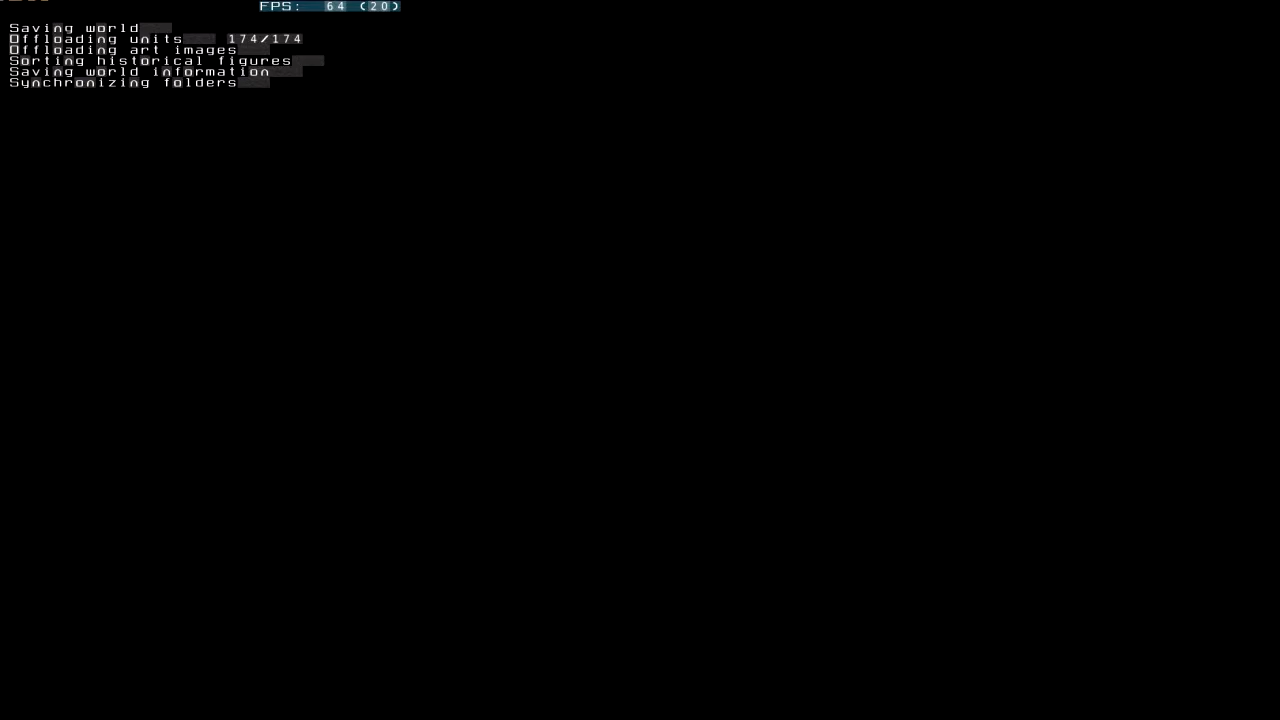 FPS: 64 (20)
Saving world
Offloading units 174/174
Offloading art images
Sorting historical figures
Saving world information
Synchronizing folders